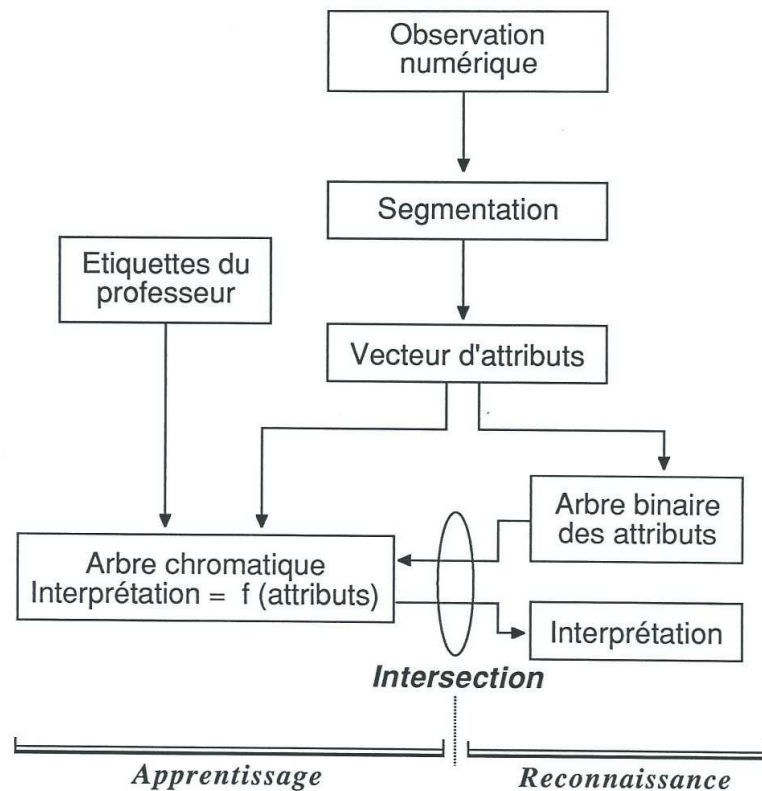 Observation
numérique
Segmentation
Etiquettes du
professeur
Vecteur d'attributs
Arbre binaire
des attributs
Arbre chromatique
Interprétation = f (attributs)
Interprétation
Intersection
Apprentissage
Reconnaissance